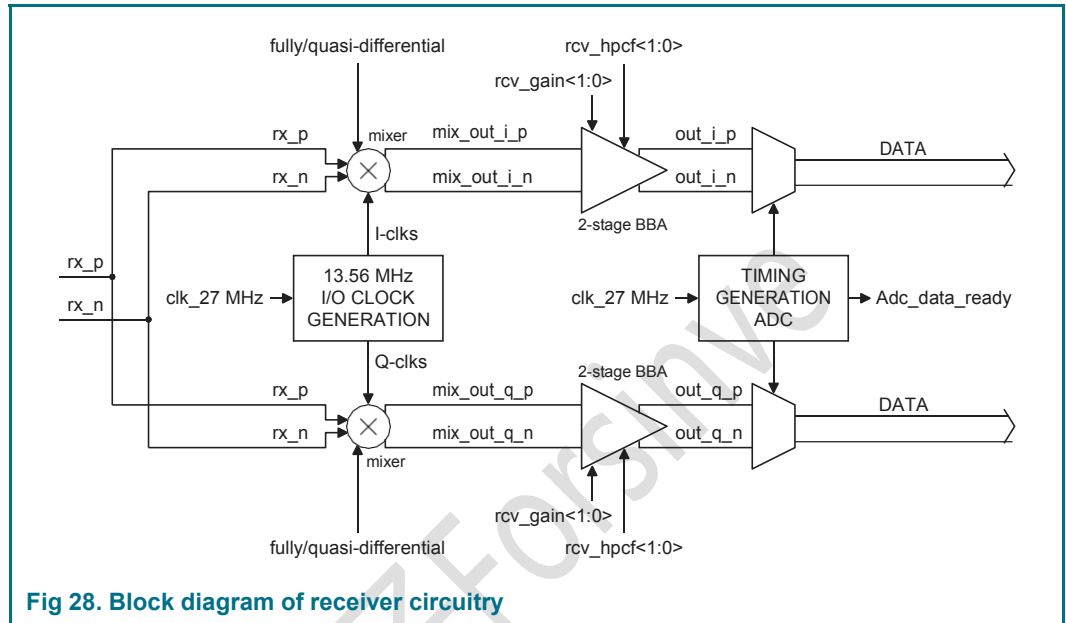 fully/quasi-differential
rcv_hpcf<1:0>
rcv_gain<1:0>
rx_p
mixer
mix_out_i_p
out_i_p
DATA
rx_n
mix_out_i_n
out_i_n
2-stage BBA
I-clks
rx_p
rx_n
clk_27 MHz
13.56 MHz
I/O CLOCK
GENERATION
clk_27 MHz
TIMING
GENERATION
ADC
Adc_data_ready
Q-clks
2-stage BBA
rx_p
mix_out_q_p
out_q_p
DATA
rx_n
mix_out_q_n
out_q_n
mixer
rcv_gain<1:0>
fully/quasi-differential
rcv_hpcf<1:0>
Fig 28. Block diagram of receiver circuitry